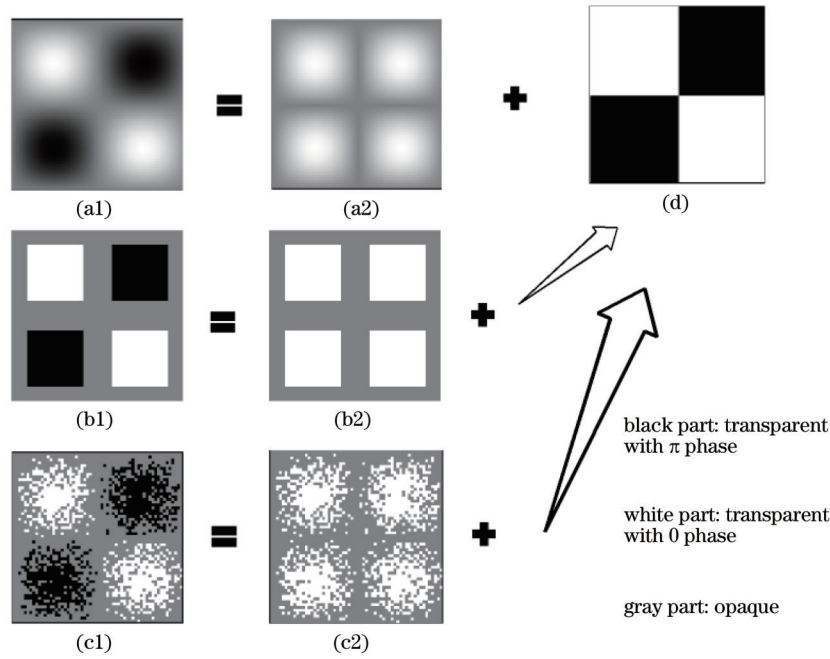 (a1)
(a2)
(d)
(b1)
(b2)
black part: transparent
with π phase
white part: transparent
with 0 phase
gray part: opaque
(c1)
(c2)